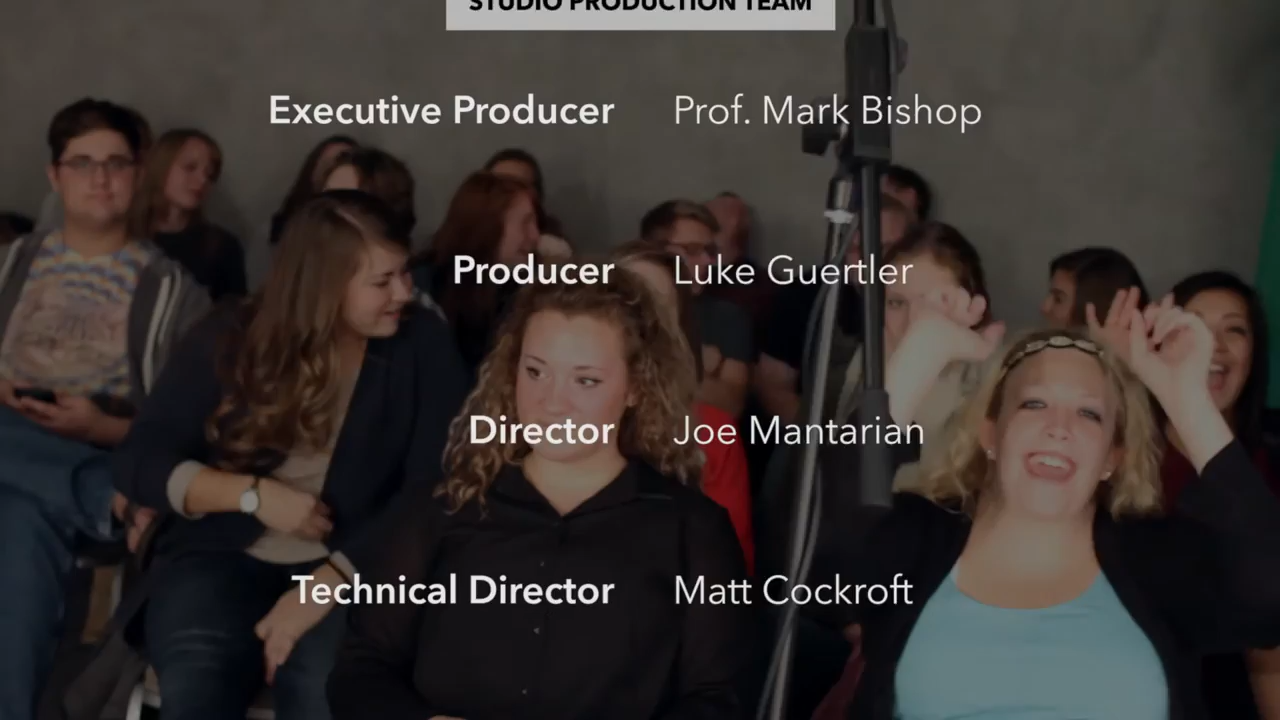 STUDIO PRODUCTION TEAM
Executive Producer Prof. Mark Bishop
Producer Luke Guertler
Director Joe Mantarian
Technical Director Matt Cockroft